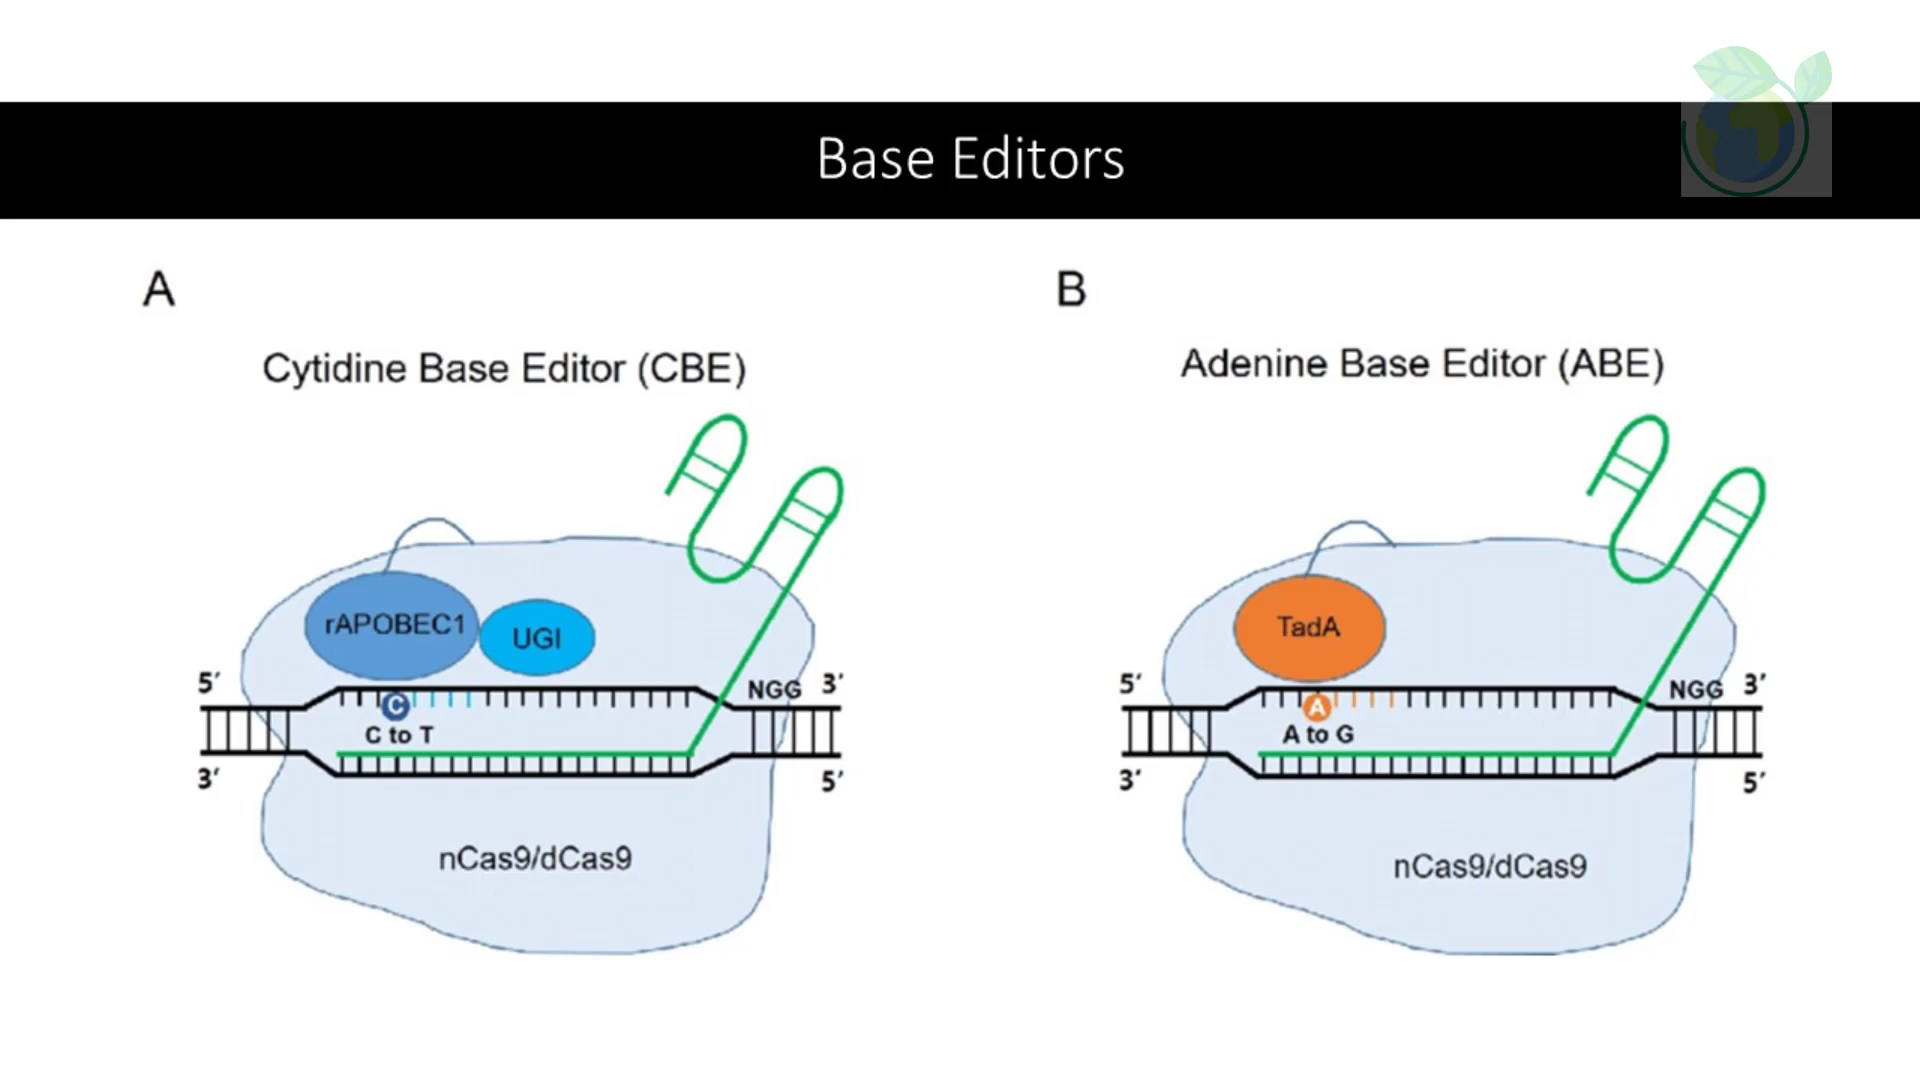 Base Editors
A
Cytidine Base Editor (CBE)
rAPOBEC1
UGI
5′
NGG
3′
C
C to T
3′
5′
nCas9/dCas9
B
Adenine Base Editor (ABE)
TadA
5′
NGG
3′
A
A to G
3′
5′
nCas9/dCas9